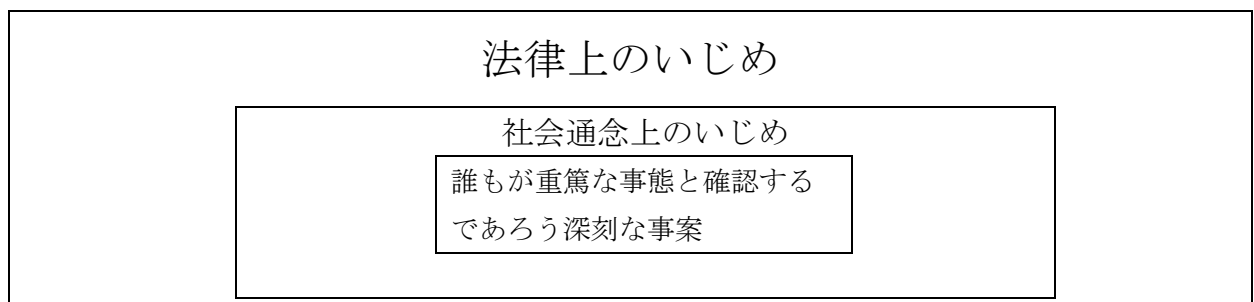 法律上のいじめ
社会通念上のいじめ
誰もが重篤な事態と確認する
であろう深刻な事案